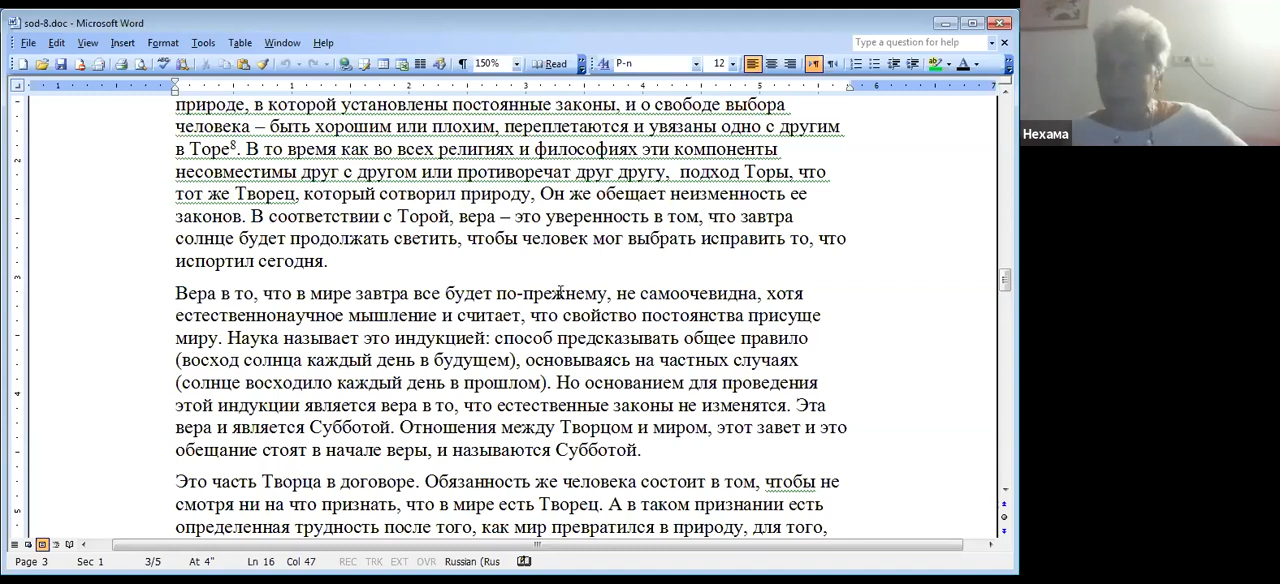 sod-8.doc - Microsoft Word
File Edit View Insert Format Tools Table Window Help
Type a question for help
150% Read P-n 12
1 1 2 3 4 5 6 7
природе, в которой установлены постоянные законы, и о свободе выбора
человека – быть хорошим или плохим, переплетаются и увязаны одно с другим
в Торе⁸. В то время как во всех религиях и философиях эти компоненты
несовместимы друг с другом или противоречат друг другу, подход Торы, что
тот же Творец, который сотворил природу, Он же обещает неизменность ее
законов. В соответствии с Торой, вера – это уверенность в том, что завтра
солнце будет продолжать светить, чтобы человек мог выбрать исправить то, что
испортил сегодня.
Вера в то, что в мире завтра все будет по-прежнему, не самоочевидна, хотя
естественнонаучное мышление и считает, что свойство постоянства присуще
миру. Наука называет это индукцией: способ предсказывать общее правило
(восход солнца каждый день в будущем), основываясь на частных случаях
(солнце восходило каждый день в прошлом). Но основанием для проведения
этой индукции является вера в то, что естественные законы не изменятся. Эта
вера и является Субботой. Отношения между Творцом и миром, этот завет и это
обещание стоят в начале веры, и называются Субботой.
Это часть Творца в договоре. Обязанность же человека состоит в том, чтобы не
смотря ни на что признать, что в мире есть Творец. А в таком признании есть
определенная трудность после того, как мир превратился в природу, для того,
Page 3 Sec 1 3/5 At 4" Ln 16 Col 47 REC TRK EXT OVR Russian (Rus
Нехама